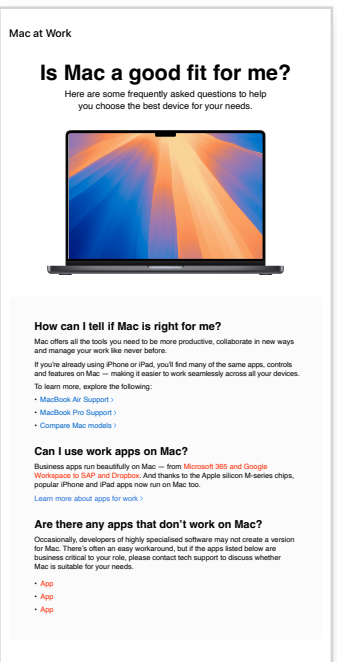 Mac at Work
Is Mac a good fit for me?
Here are some frequently asked questions to help
you choose the best device for your needs.
How can I tell if Mac is right for me?
Mac offers all the tools you need to be more productive, collaborate in new ways
and manage your work like never before.
If you're already using iPhone or iPad, you'll find many of the same apps, controls
and features on Mac — making it easier to work seamlessly across all your devices.
To learn more, explore the following:
• MacBook Air Support >
• MacBook Pro Support >
• Compare Mac models >
Can I use work apps on Mac?
Business apps run beautifully on Mac — from Microsoft 365 and Google
Workspace to SAP and Dropbox. And thanks to the Apple silicon M-series chips,
popular iPhone and iPad apps now run on Mac too.
Learn more about apps for work >
Are there any apps that don't work on Mac?
Occasionally, developers of highly specialised software may not create a version
for Mac. There's often an easy workaround, but if the apps listed below are
business critical to your role, please contact tech support to discuss whether
Mac is suitable for your needs.
• App
• App
• App